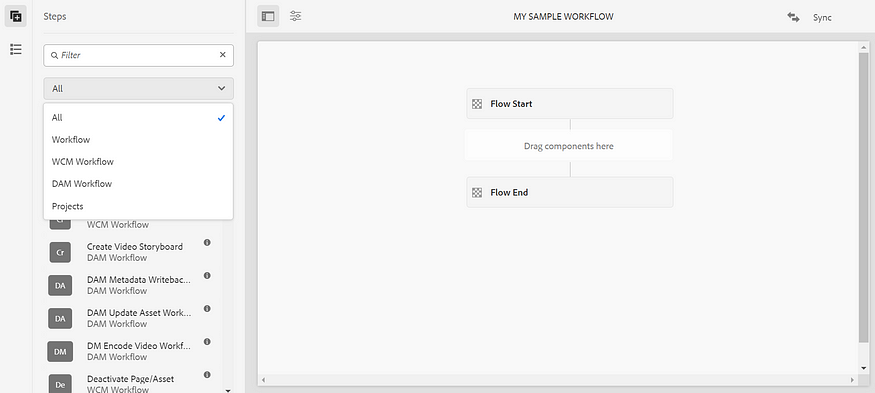 Steps
MY SAMPLE WORKFLOW
Sync
Filter
All
All
Workflow
WCM Workflow
DAM Workflow
Projects
WCM Workflow
Cr
Create Video Storyboard
DAM Workflow
DA
DAM Metadata Writebac...
DAM Workflow
DA
DAM Update Asset Work...
DAM Workflow
DM
DM Encode Video Workf...
DAM Workflow
De
Deactivate Page/Asset
WCM Workflow
Flow Start
Drag components here
Flow End